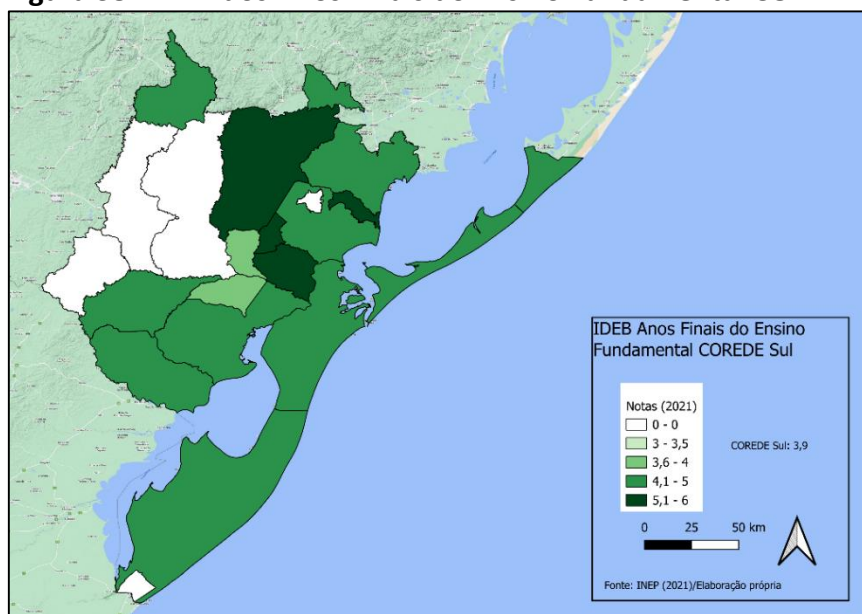 IDEB Anos Finais do Ensino
Fundamental COREDE Sul
Notas (2021)
0 - 0
3 - 3,5
3,6 - 4
4,1 - 5
5,1 - 6
COREDE Sul: 3,9
0 25 50 km
Fonte: INEP (2021)/Elaboração própria